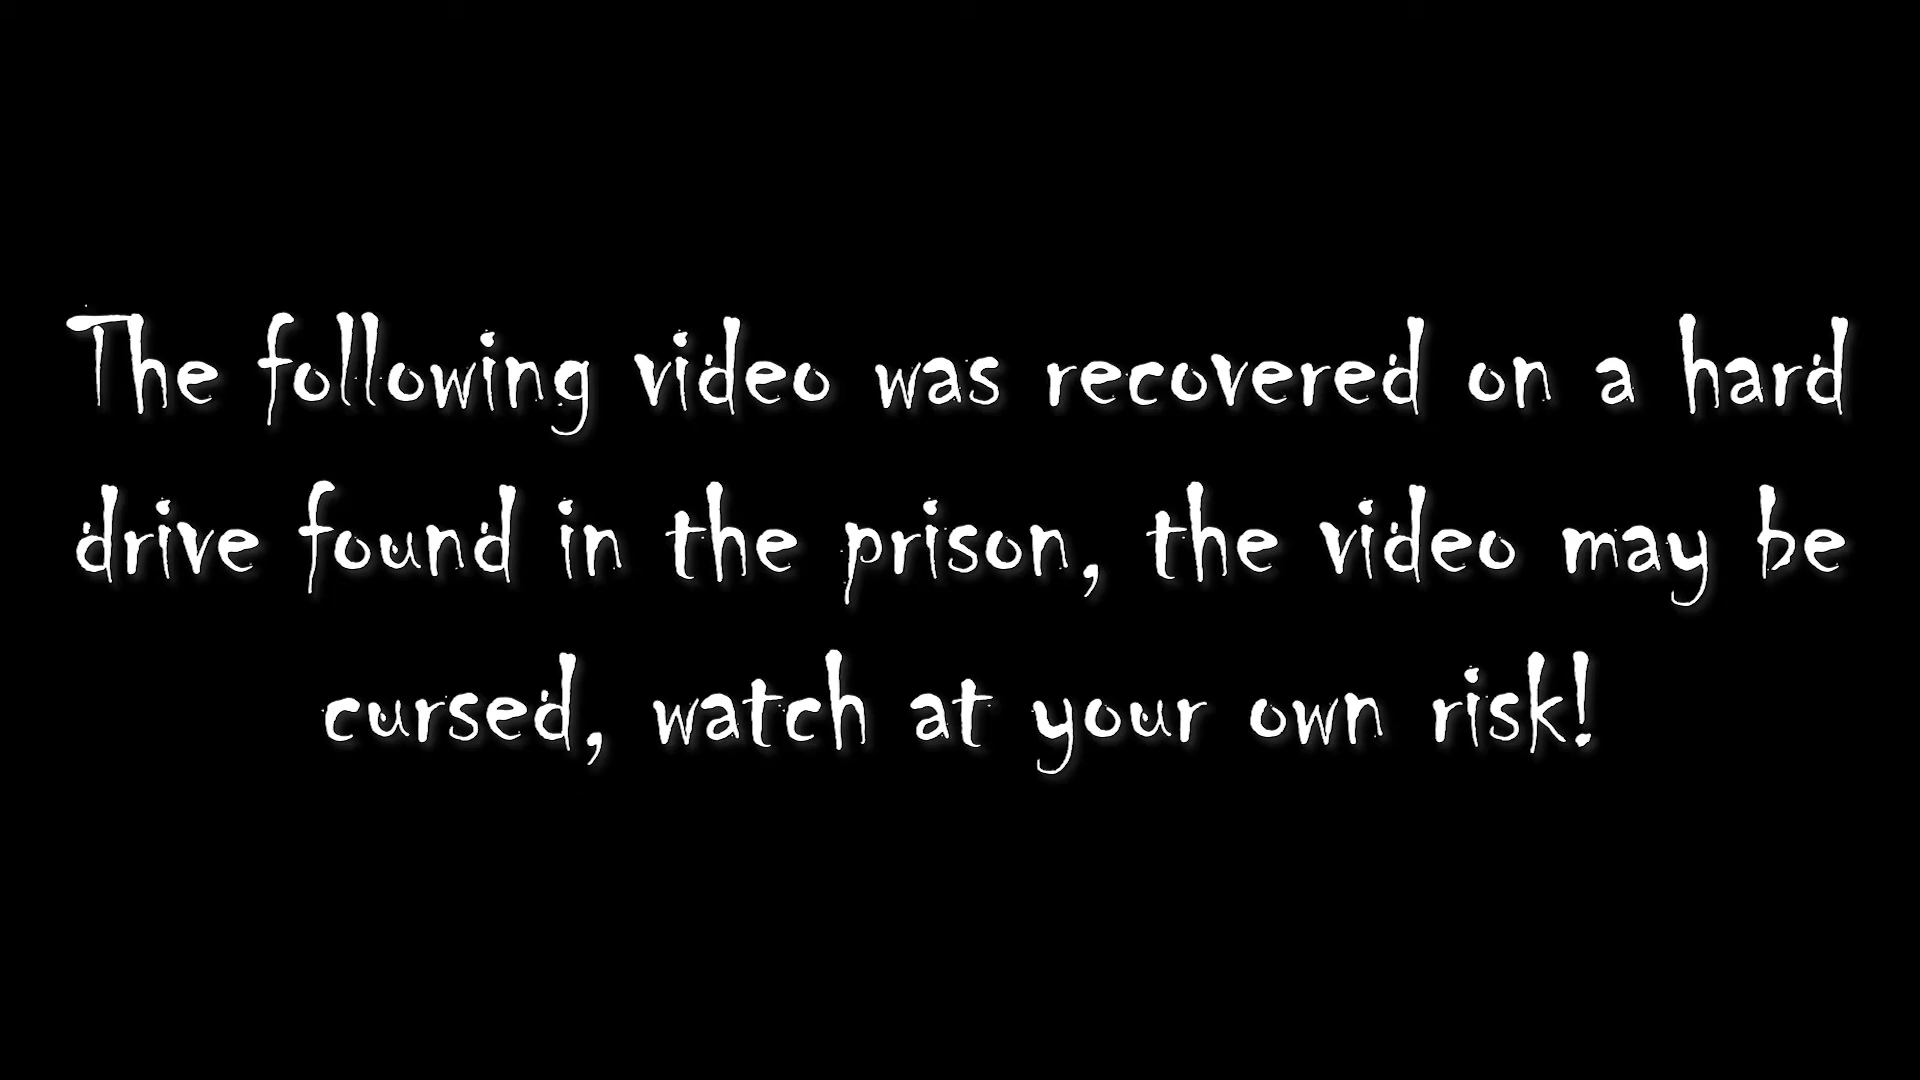 The following video was recovered on a hard
drive found in the prison, the video may be
cursed, watch at your own risk!